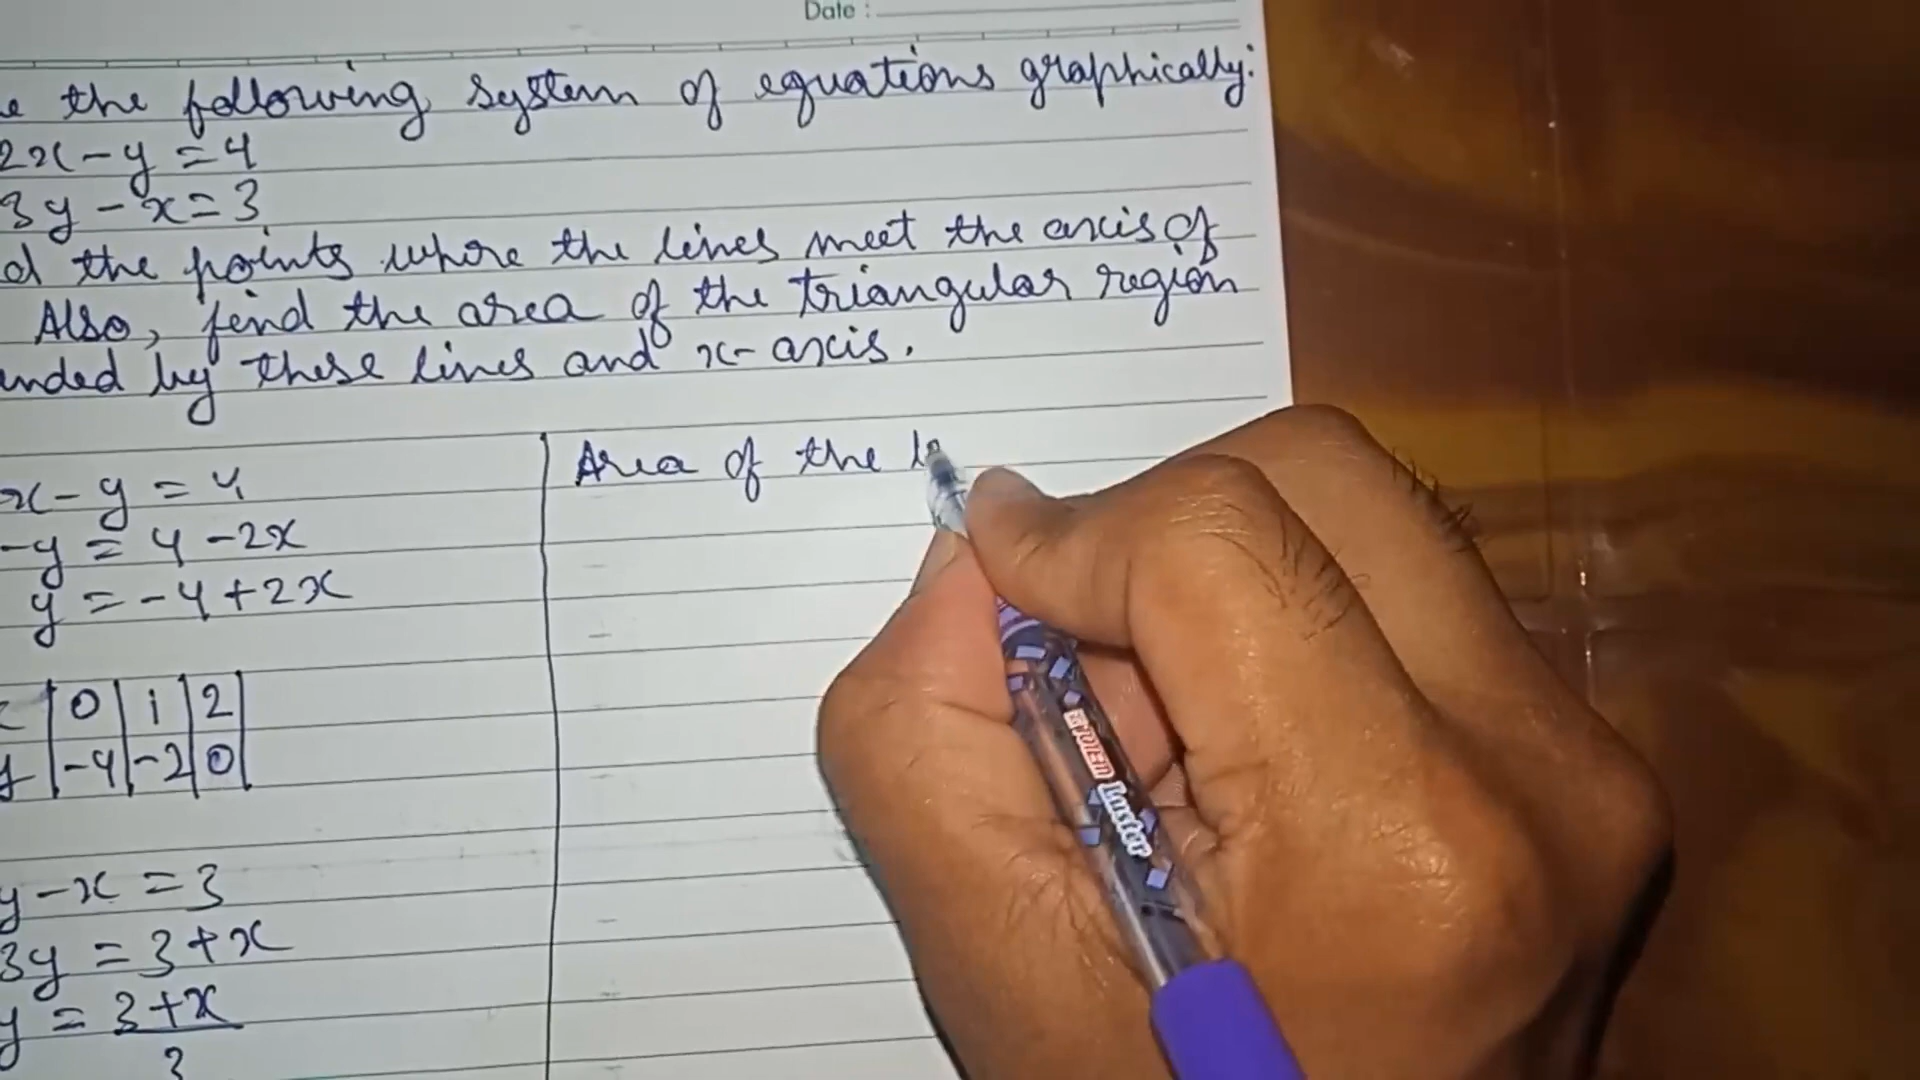 Date :
the following system of equations graphically:
2x - y = 4
3y - x = 3
the points where the lines meet the axis of
Also, find the area of the triangular region
by these lines and x-axis.
x - y = 4
-y = 4 - 2x
y = -4 + 2x
0 1 2
y -4 -2 0
y - x = 3
3y = 3 + x
y = 3 + x
3
Area of the
Luster